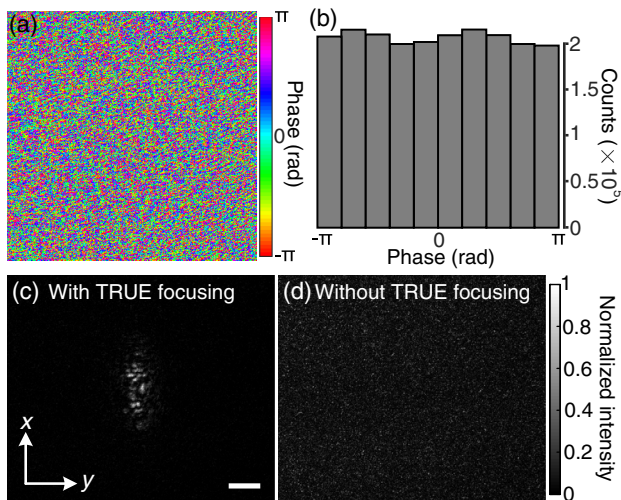 (a)
π
0
-π
Phase (rad)
(b)
2
1.5
1
0.5
0
Counts (×10⁵)
-π 0 π
Phase (rad)
(c) With TRUE focusing
x
y
(d) Without TRUE focusing
1
0.8
0.6
0.4
0.2
0
Normalized intensity